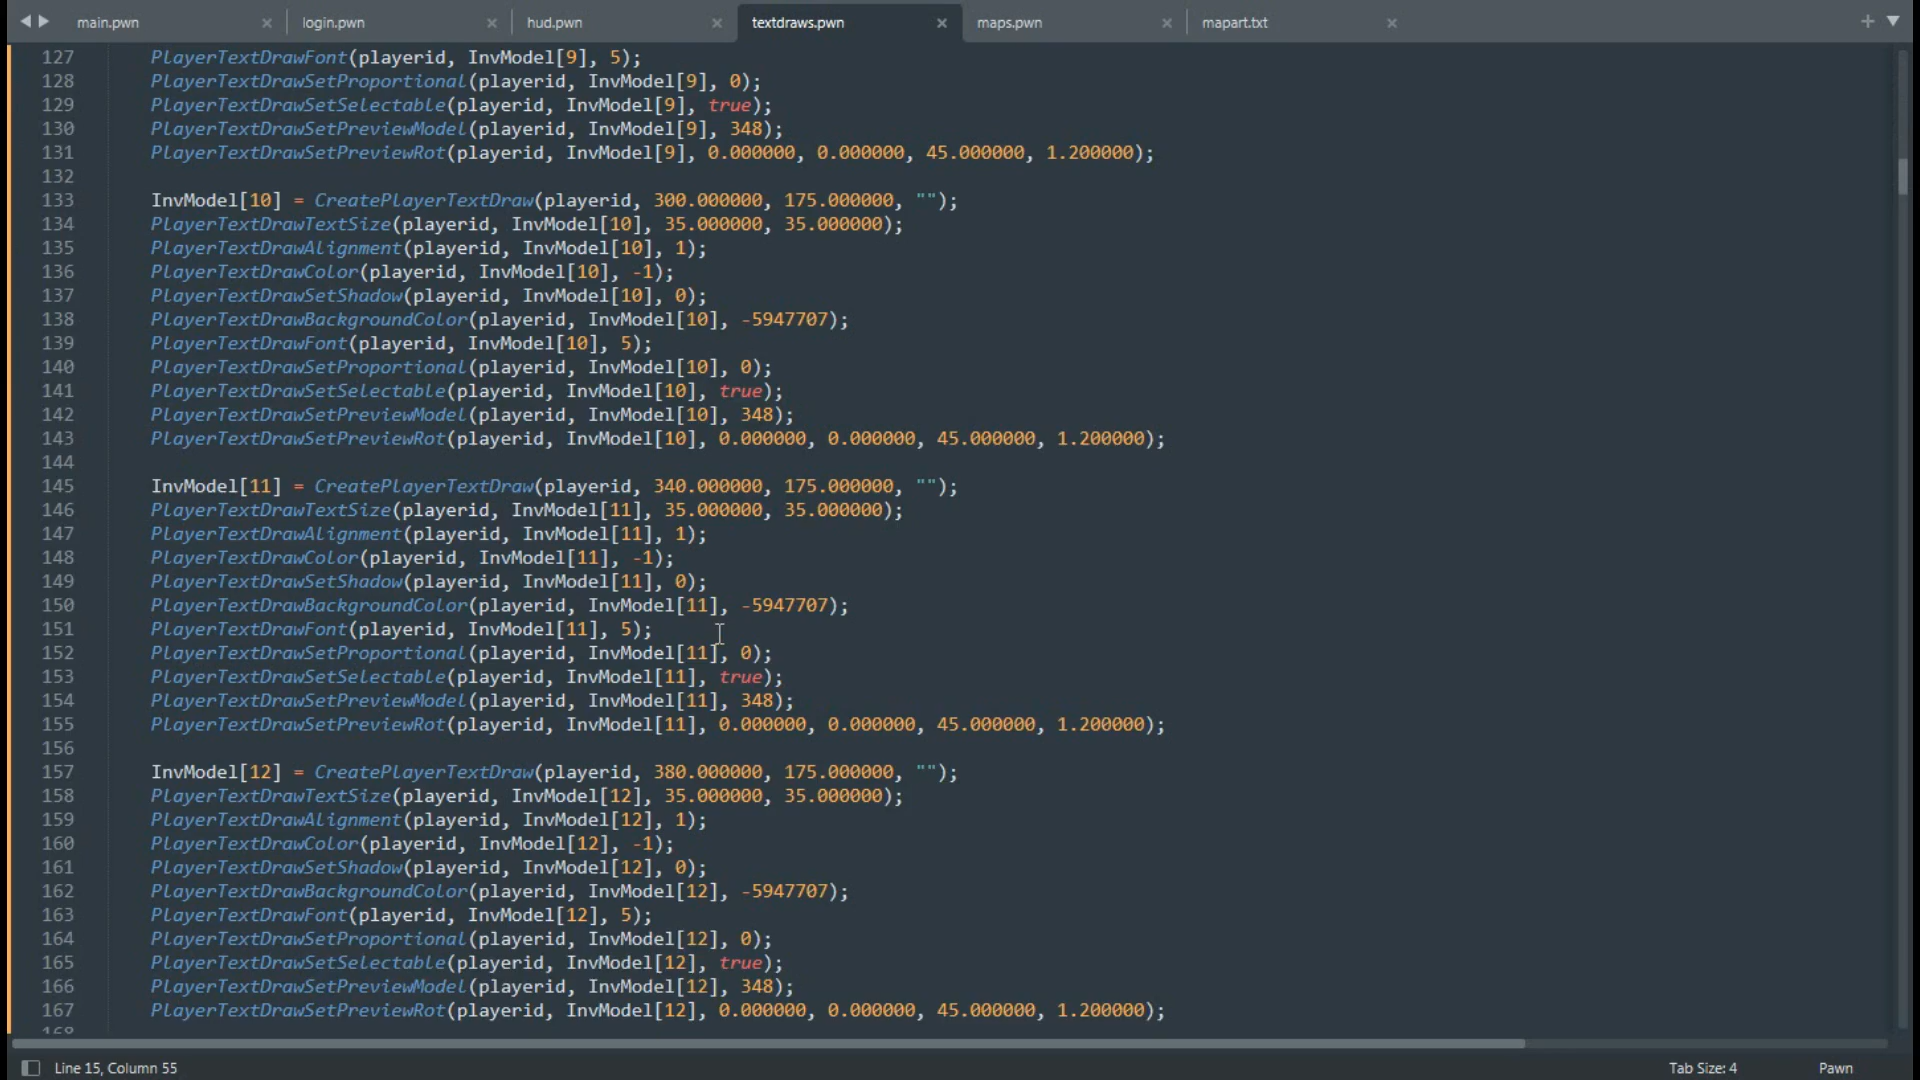 main.pwn × login.pwn × hud.pwn × textdraws.pwn × maps.pwn × mapart.txt × +
127 PlayerTextDrawFont(playerid, InvModel[9], 5);
128 PlayerTextDrawSetProportional(playerid, InvModel[9], 0);
129 PlayerTextDrawSetSelectable(playerid, InvModel[9], true);
130 PlayerTextDrawSetPreviewModel(playerid, InvModel[9], 348);
131 PlayerTextDrawSetPreviewRot(playerid, InvModel[9], 0.000000, 0.000000, 45.000000, 1.200000);
132
133 InvModel[10] = CreatePlayerTextDraw(playerid, 300.000000, 175.000000, "");
134 PlayerTextDrawTextSize(playerid, InvModel[10], 35.000000, 35.000000);
135 PlayerTextDrawAlignment(playerid, InvModel[10], 1);
136 PlayerTextDrawColor(playerid, InvModel[10], -1);
137 PlayerTextDrawSetShadow(playerid, InvModel[10], 0);
138 PlayerTextDrawBackgroundColor(playerid, InvModel[10], -5947707);
139 PlayerTextDrawFont(playerid, InvModel[10], 5);
140 PlayerTextDrawSetProportional(playerid, InvModel[10], 0);
141 PlayerTextDrawSetSelectable(playerid, InvModel[10], true);
142 PlayerTextDrawSetPreviewModel(playerid, InvModel[10], 348);
143 PlayerTextDrawSetPreviewRot(playerid, InvModel[10], 0.000000, 0.000000, 45.000000, 1.200000);
144
145 InvModel[11] = CreatePlayerTextDraw(playerid, 340.000000, 175.000000, "");
146 PlayerTextDrawTextSize(playerid, InvModel[11], 35.000000, 35.000000);
147 PlayerTextDrawAlignment(playerid, InvModel[11], 1);
148 PlayerTextDrawColor(playerid, InvModel[11], -1);
149 PlayerTextDrawSetShadow(playerid, InvModel[11], 0);
150 PlayerTextDrawBackgroundColor(playerid, InvModel[11], -5947707);
151 PlayerTextDrawFont(playerid, InvModel[11], 5);
152 PlayerTextDrawSetProportional(playerid, InvModel[11], 0);
153 PlayerTextDrawSetSelectable(playerid, InvModel[11], true);
154 PlayerTextDrawSetPreviewModel(playerid, InvModel[11], 348);
155 PlayerTextDrawSetPreviewRot(playerid, InvModel[11], 0.000000, 0.000000, 45.000000, 1.200000);
156
157 InvModel[12] = CreatePlayerTextDraw(playerid, 380.000000, 175.000000, "");
158 PlayerTextDrawTextSize(playerid, InvModel[12], 35.000000, 35.000000);
159 PlayerTextDrawAlignment(playerid, InvModel[12], 1);
160 PlayerTextDrawColor(playerid, InvModel[12], -1);
161 PlayerTextDrawSetShadow(playerid, InvModel[12], 0);
162 PlayerTextDrawBackgroundColor(playerid, InvModel[12], -5947707);
163 PlayerTextDrawFont(playerid, InvModel[12], 5);
164 PlayerTextDrawSetProportional(playerid, InvModel[12], 0);
165 PlayerTextDrawSetSelectable(playerid, InvModel[12], true);
166 PlayerTextDrawSetPreviewModel(playerid, InvModel[12], 348);
167 PlayerTextDrawSetPreviewRot(playerid, InvModel[12], 0.000000, 0.000000, 45.000000, 1.200000);
168
Line 15, Column 55 Tab Size: 4 Pawn